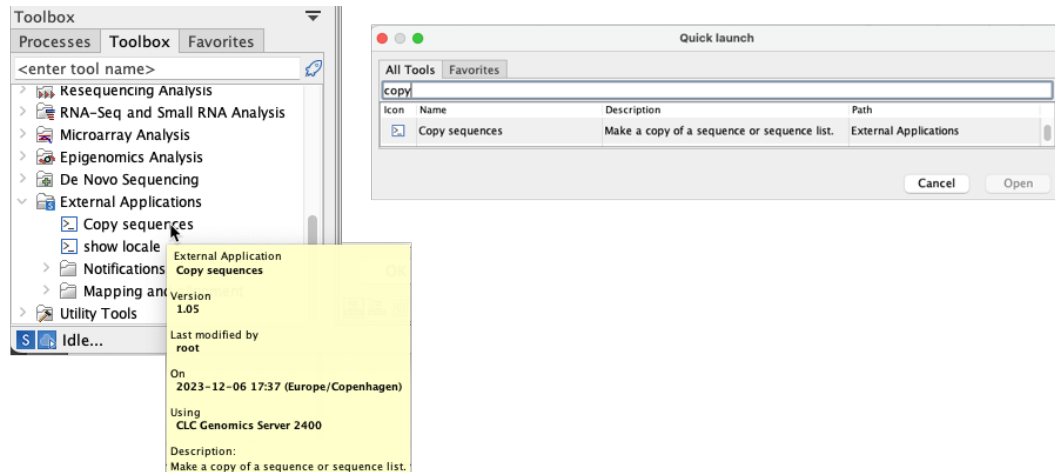 Toolbox
Processes Toolbox Favorites
<enter tool name>
Resequencing Analysis
RNA-Seq and Small RNA Analysis
Microarray Analysis
Epigenomics Analysis
De Novo Sequencing
External Applications
Copy sequences
show locale
Notifications
Mapping and
Utility Tools
S Idle...
External Application
Copy sequences
Version
1.05
Last modified by
root
On
2023-12-06 17:37 (Europe/Copenhagen)
Using
CLC Genomics Server 2400
Description:
Make a copy of a sequence or sequence list.
Quick launch
All Tools Favorites
copy
Icon Name Description Path
Copy sequences Make a copy of a sequence or sequence list. External Applications
Cancel Open